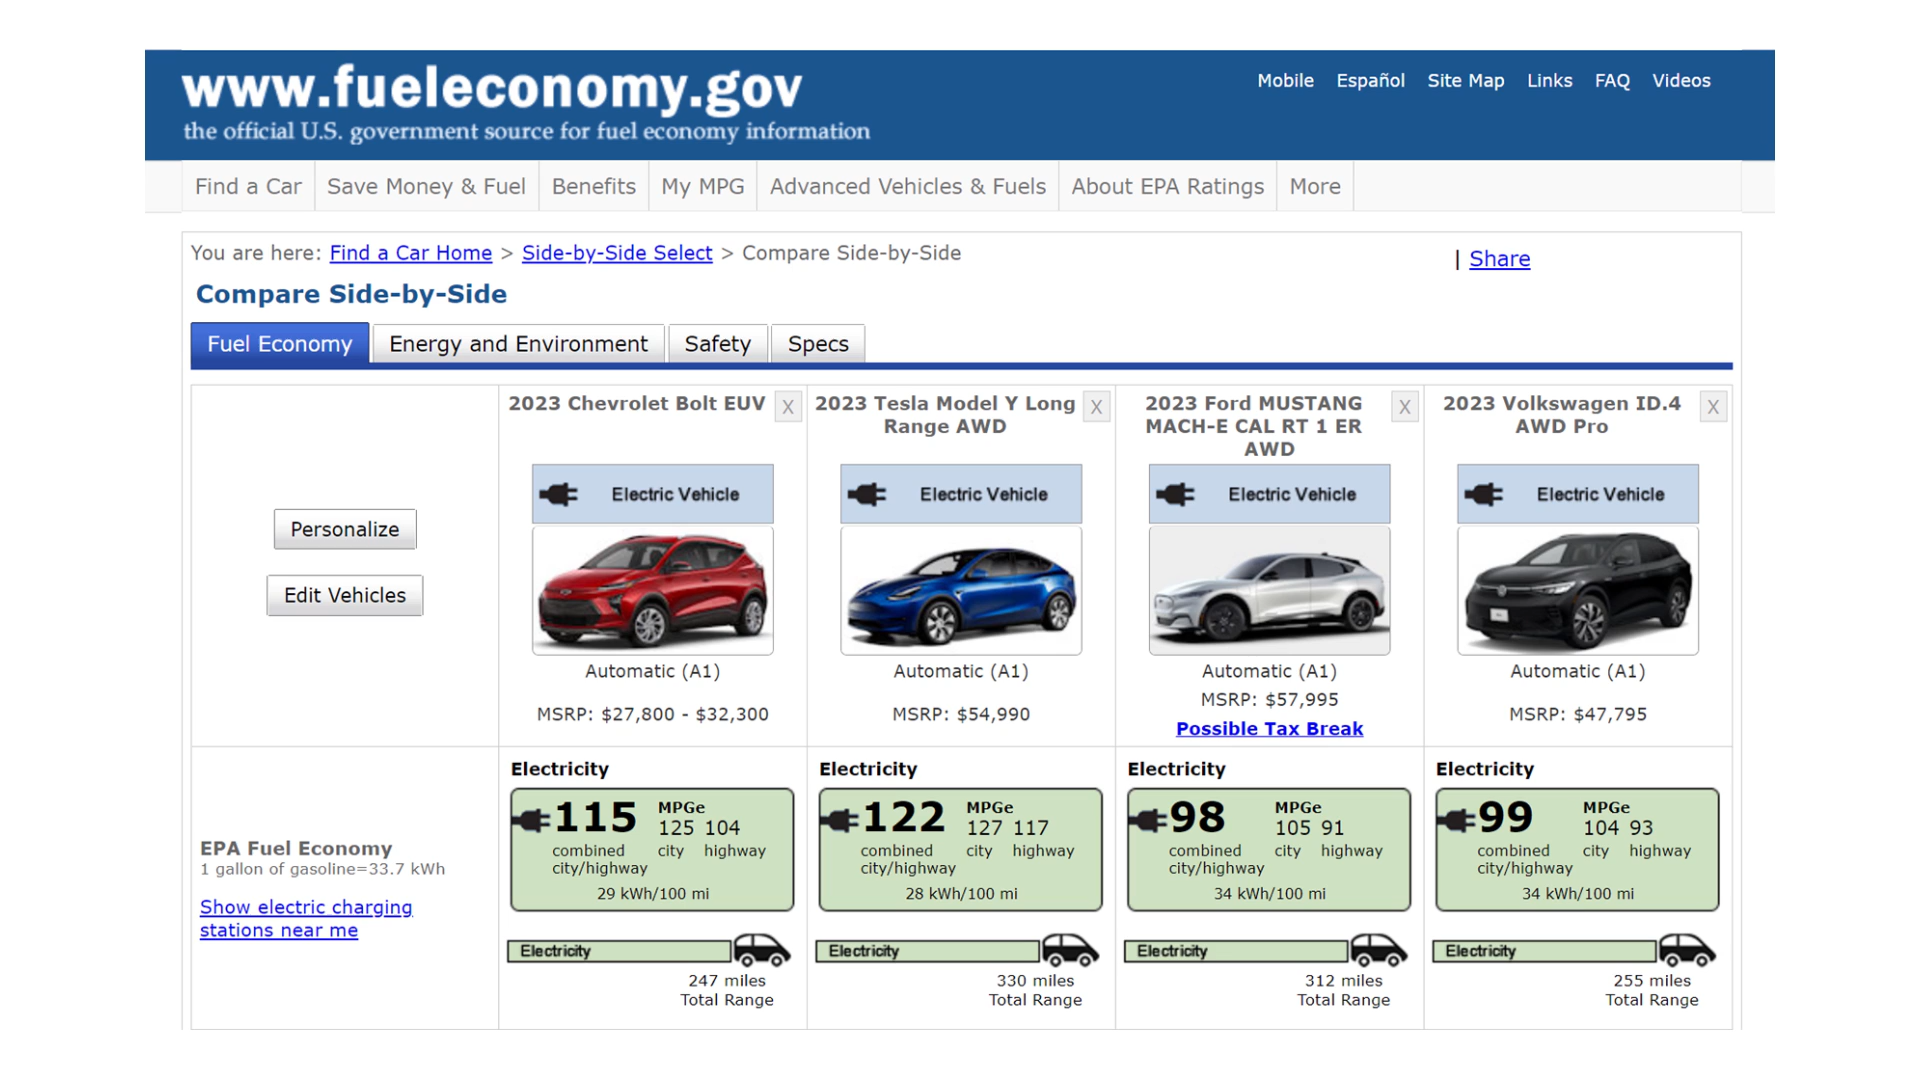 www.fueleconomy.gov
the official U.S. government source for fuel economy information
Mobile Español Site Map Links FAQ Videos
Find a Car Save Money & Fuel Benefits My MPG Advanced Vehicles & Fuels About EPA Ratings More
You are here: Find a Car Home > Side-by-Side Select > Compare Side-by-Side
| Share
Compare Side-by-Side
Fuel Economy Energy and Environment Safety Specs
Personalize
Edit Vehicles
2023 Chevrolet Bolt EUV X
Electric Vehicle
Automatic (A1)
MSRP: $27,800 - $32,300
2023 Tesla Model Y Long X
Range AWD
Electric Vehicle
Automatic (A1)
MSRP: $54,990
2023 Ford MUSTANG X
MACH-E CAL RT 1 ER
AWD
Electric Vehicle
Automatic (A1)
MSRP: $57,995
Possible Tax Break
2023 Volkswagen ID.4 X
AWD Pro
Electric Vehicle
Automatic (A1)
MSRP: $47,795
EPA Fuel Economy
1 gallon of gasoline=33.7 kWh
Show electric charging
stations near me
Electricity
115 MPGe
125 104
combined city highway
city/highway
29 kWh/100 mi
Electricity
247 miles
Total Range
Electricity
122 MPGe
127 117
combined city highway
city/highway
28 kWh/100 mi
Electricity
330 miles
Total Range
Electricity
98 MPGe
105 91
combined city highway
city/highway
34 kWh/100 mi
Electricity
312 miles
Total Range
Electricity
99 MPGe
104 93
combined city highway
city/highway
34 kWh/100 mi
Electricity
255 miles
Total Range